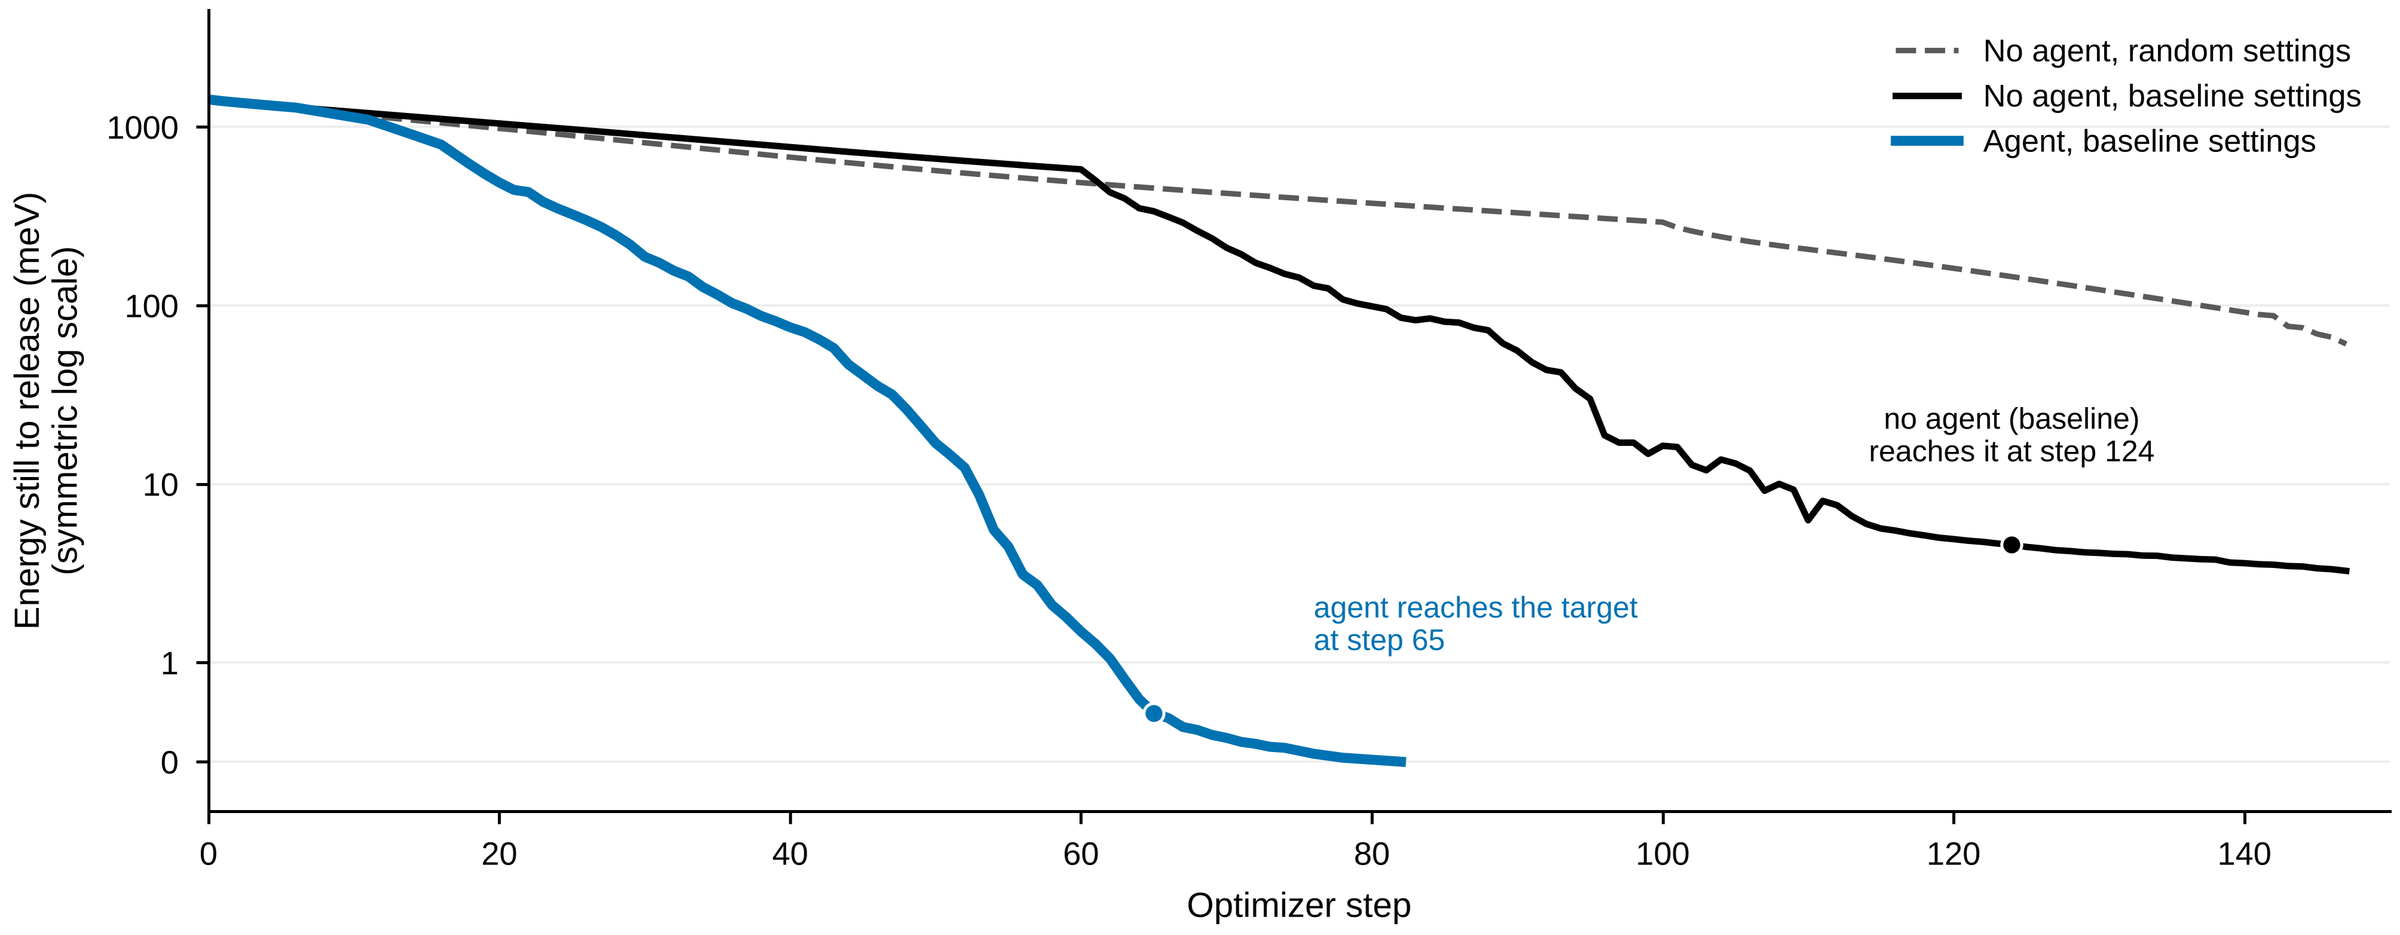 No agent, random settings
No agent, baseline settings
Agent, baseline settings
Energy still to release (meV)
(symmetric log scale)
1000
100
10
1
0
no agent (baseline)
reaches it at step 124
agent reaches the target
at step 65
0
20
40
60
80
100
120
140
Optimizer step